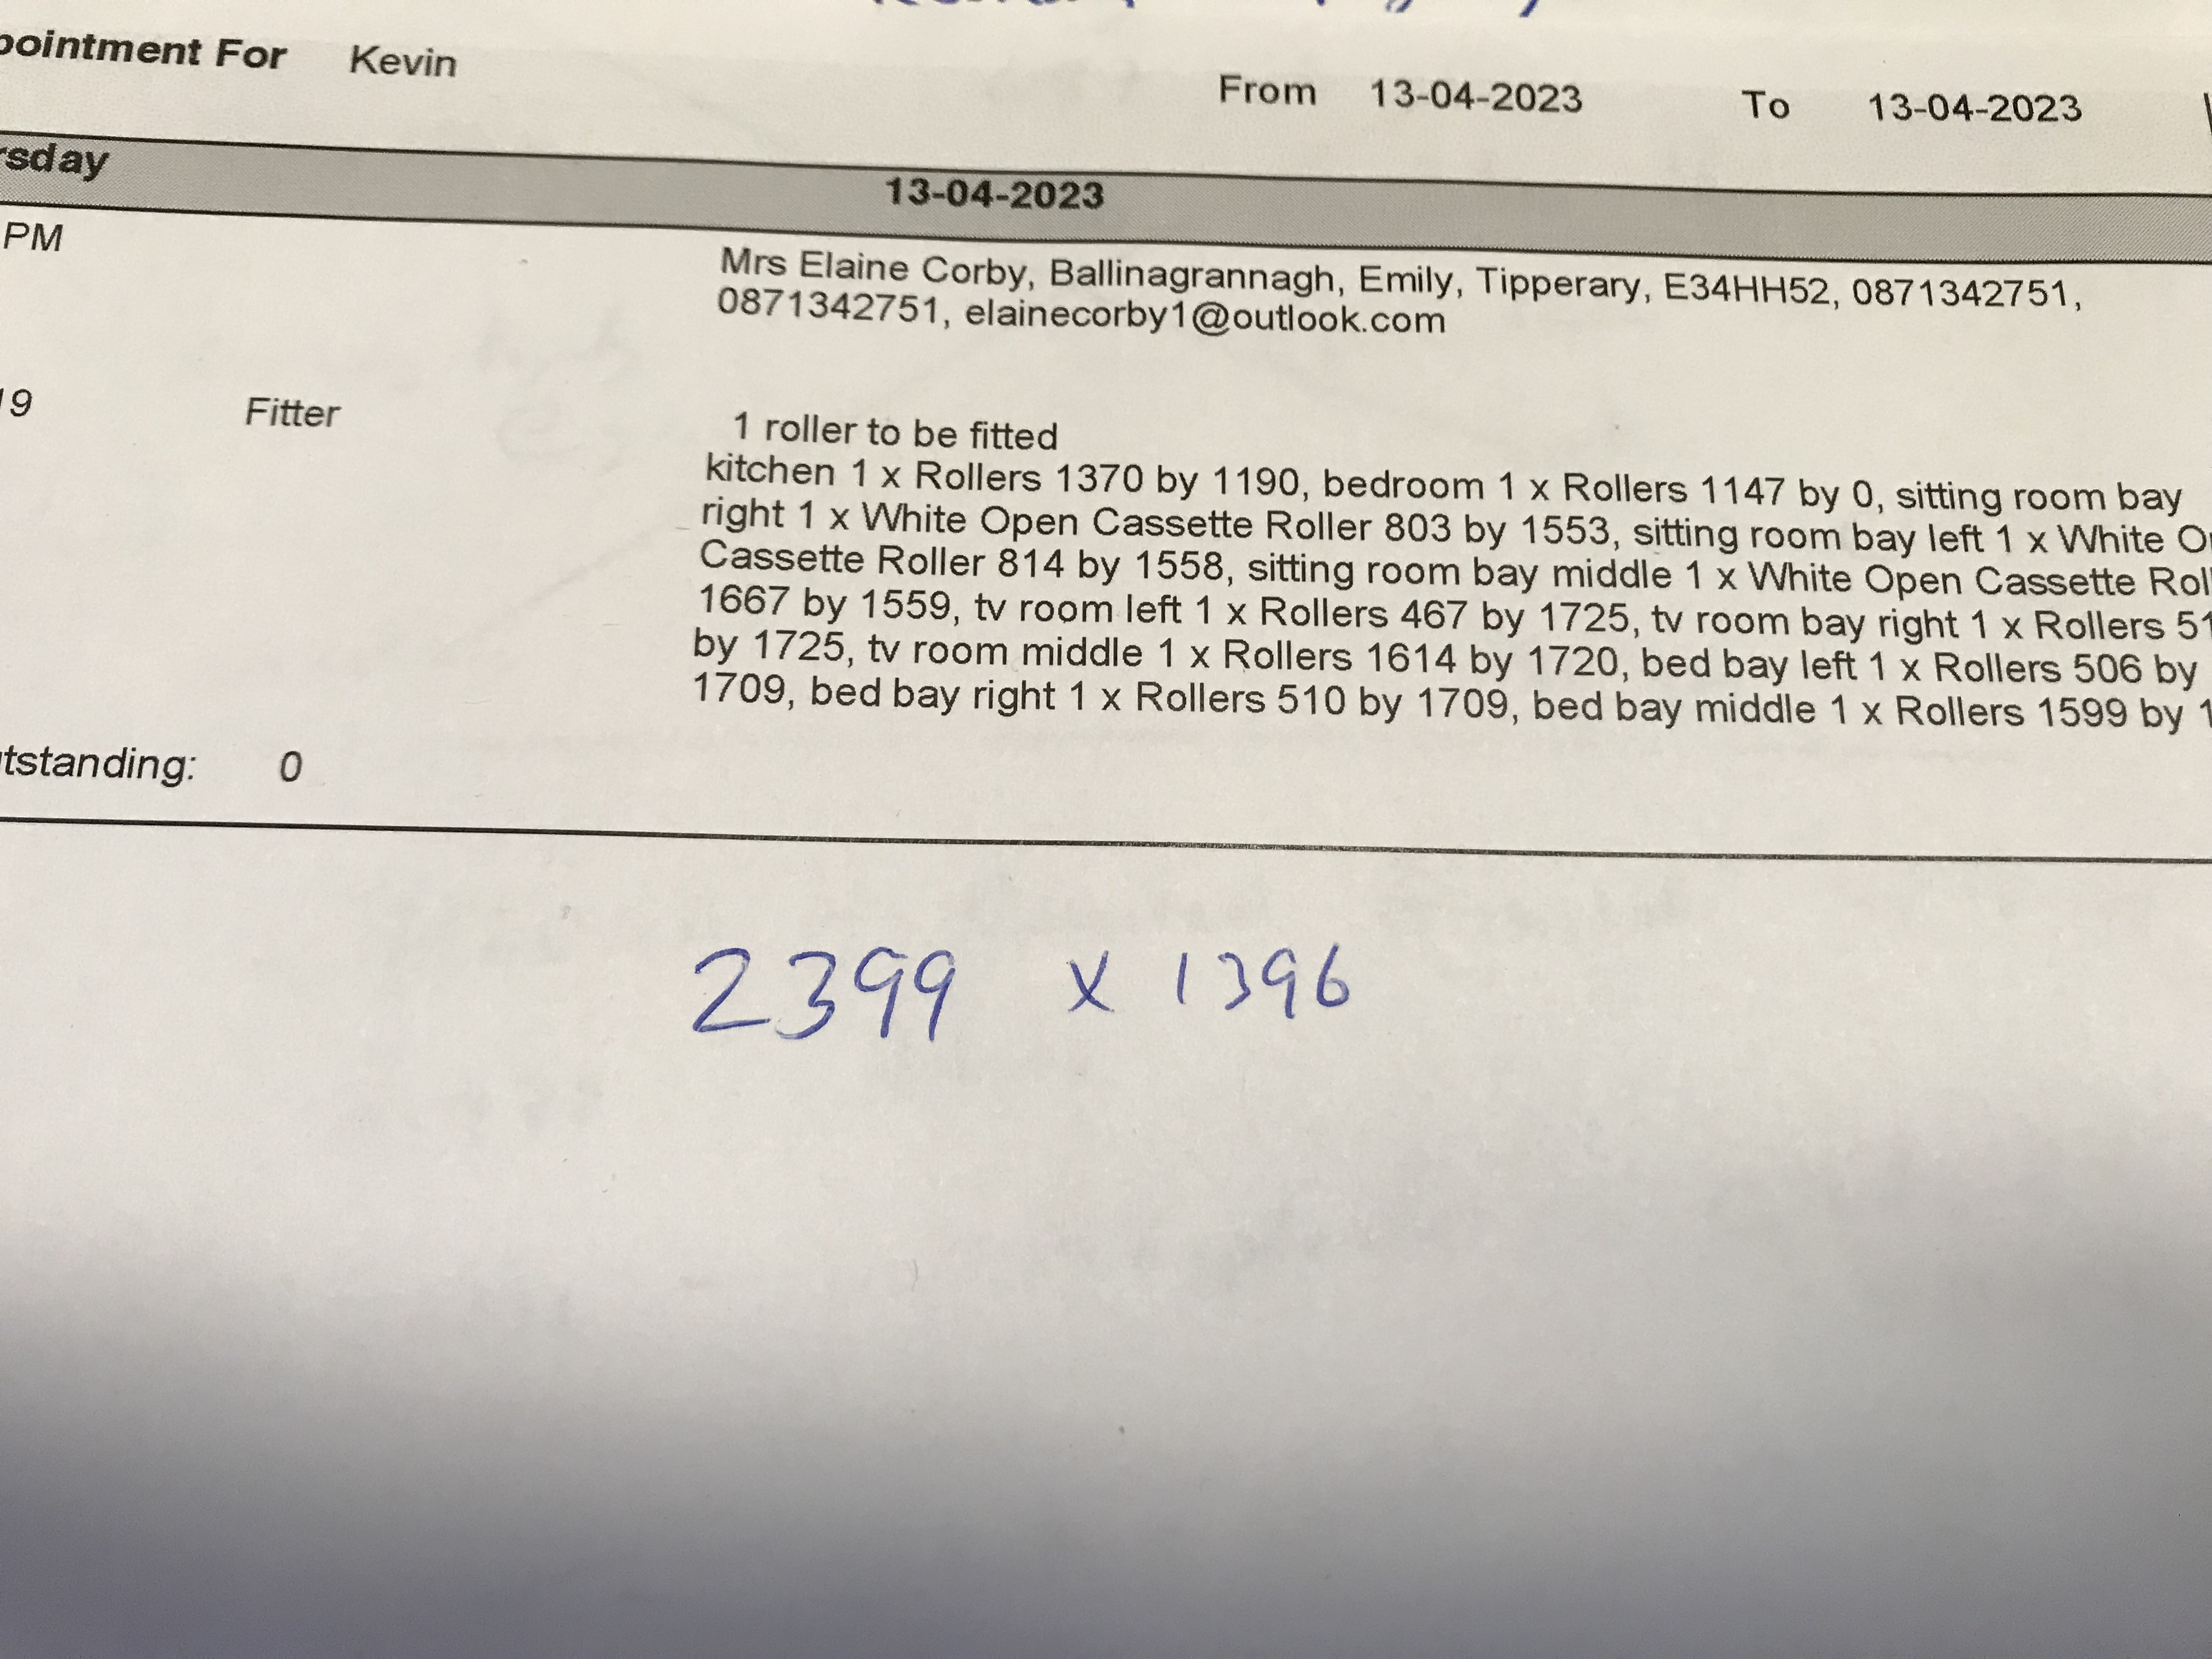 pointment For Kevin From 13-04-2023 To 13-04-2023
rsday 13-04-2023
PM
Mrs Elaine Corby, Ballinagrannagh, Emily, Tipperary, E34HH52, 0871342751,
0871342751, elainecorby1@outlook.com
19 Fitter 1 roller to be fitted
kitchen 1 x Rollers 1370 by 1190, bedroom 1 x Rollers 1147 by 0, sitting room bay
right 1 x White Open Cassette Roller 803 by 1553, sitting room bay left 1 x White O
Cassette Roller 814 by 1558, sitting room bay middle 1 x White Open Cassette Roll
1667 by 1559, tv room left 1 x Rollers 467 by 1725, tv room bay right 1 x Rollers 51
by 1725, tv room middle 1 x Rollers 1614 by 1720, bed bay left 1 x Rollers 506 by
1709, bed bay right 1 x Rollers 510 by 1709, bed bay middle 1 x Rollers 1599 by 1
tstanding: 0
2399 x 1396